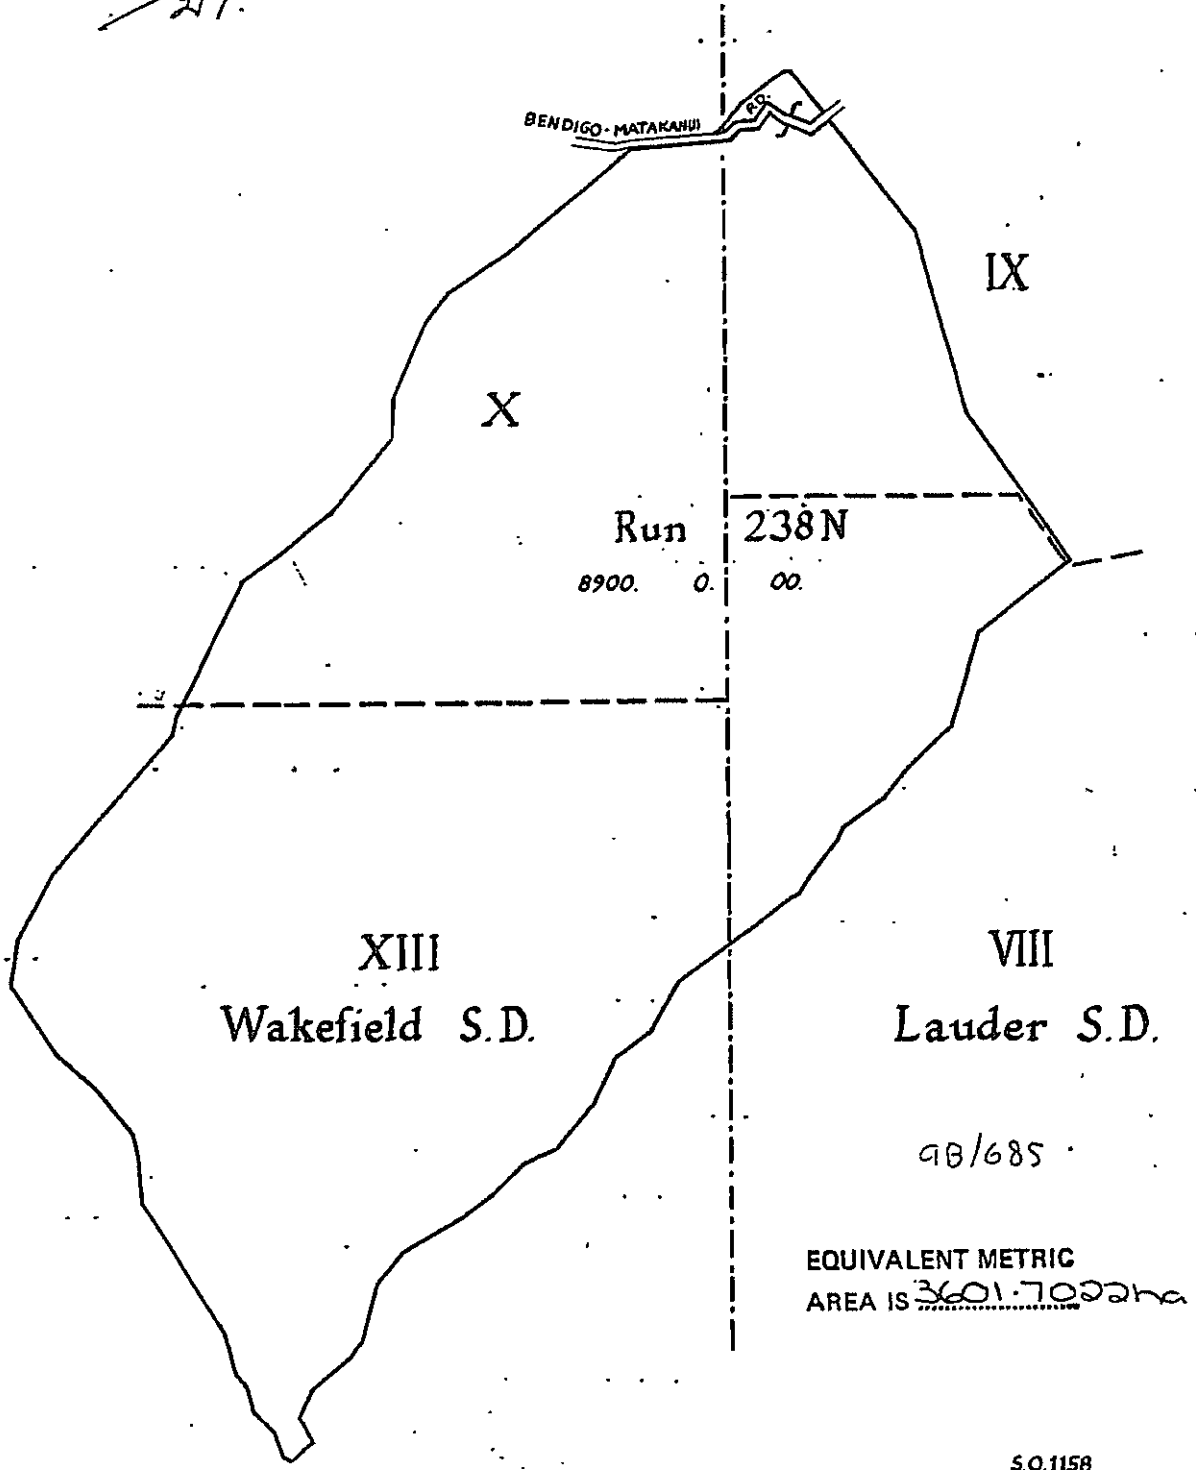 21.
BENDIGO-MATAKANUI RD.
IX
X
Run 238N
8900. 0. 00.
XIII
VIII
Wakefield S.D.
Lauder S.D.
9B/685
EQUIVALENT METRIC
AREA IS 3601.7022ha
S.O.1158